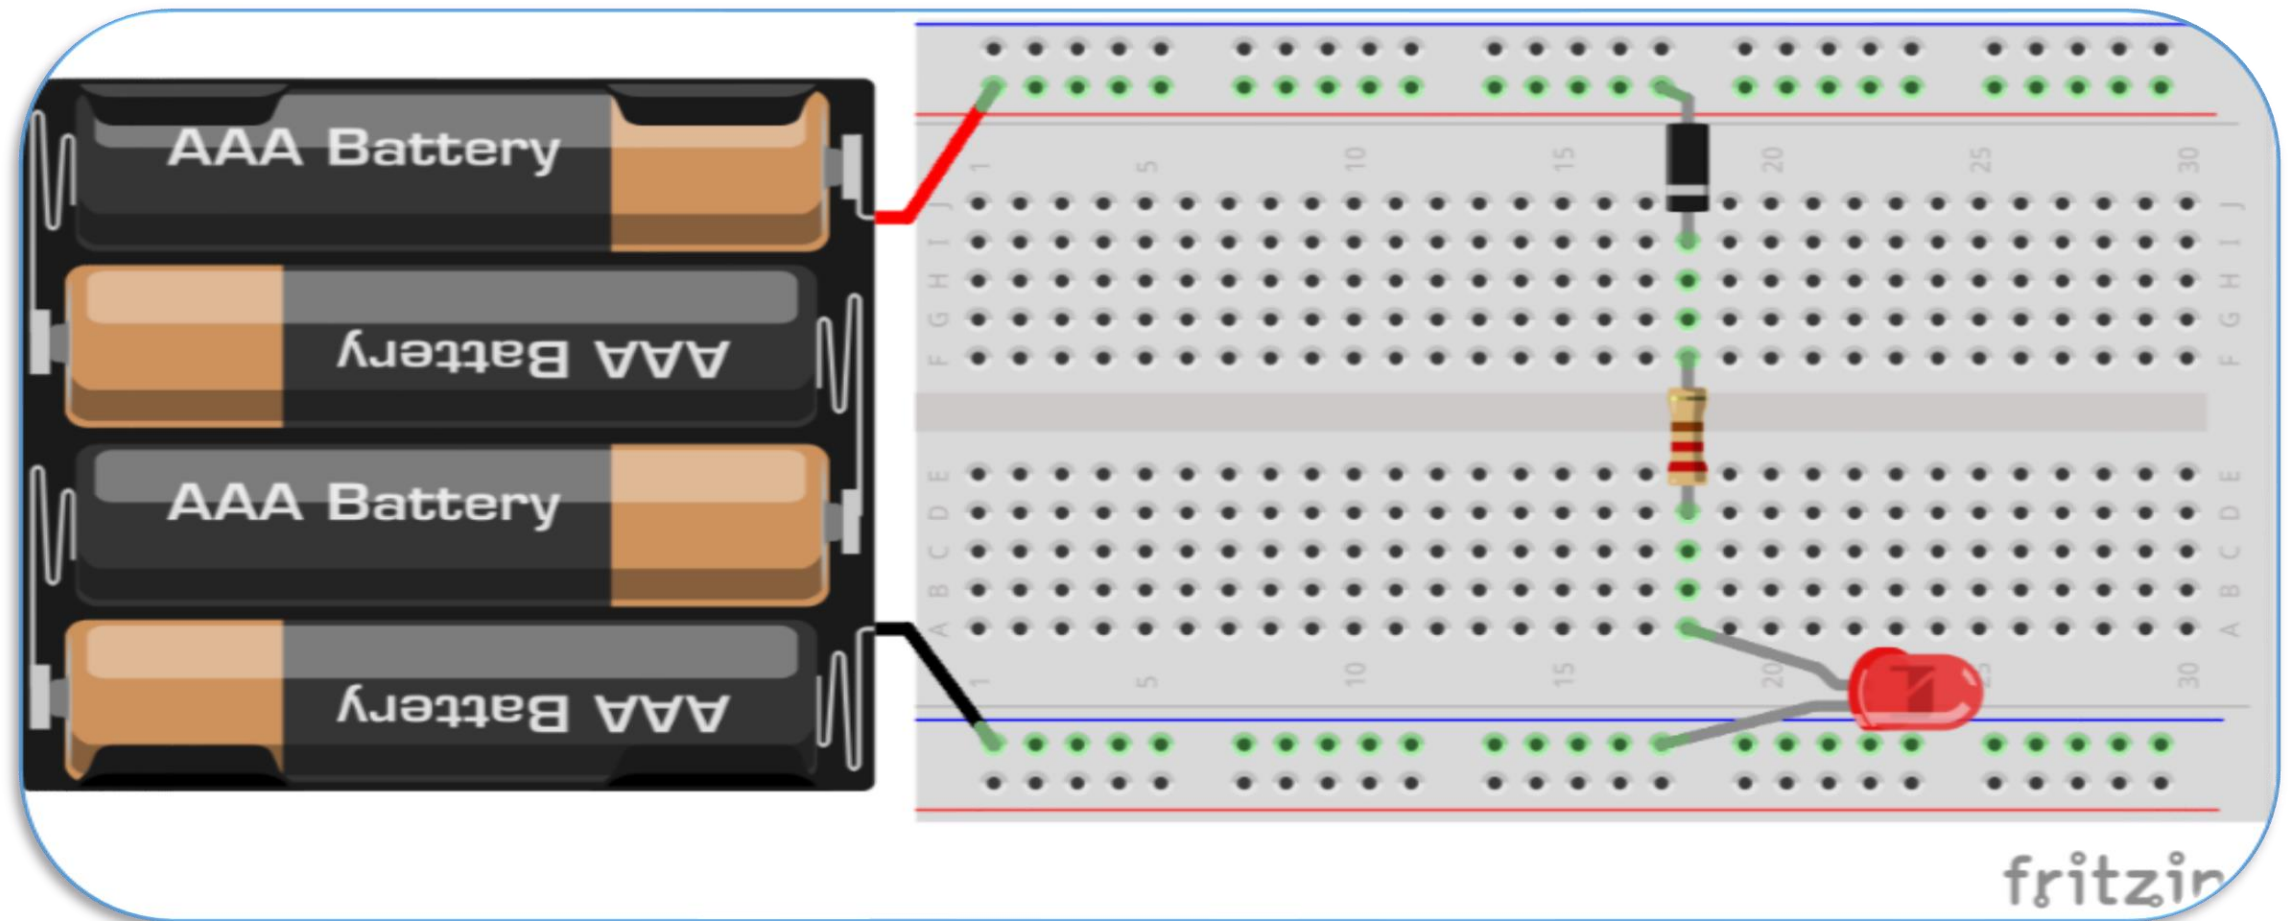 AAA Battery
AAA Battery
AAA Battery
AAA Battery
1 5 10 15 20 25 30
J J
I I
H H
G G
F F
E E
D D
C C
B B
A A
1 5 10 15 20 25 30
fritzin